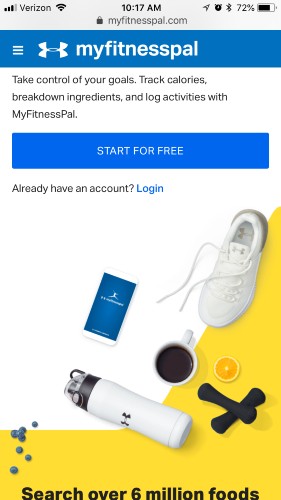 Verizon 10:17 AM 72%
myfitnesspal.com
myfitnesspal
Take control of your goals. Track calories,
breakdown ingredients, and log activities with
MyFitnessPal.
START FOR FREE
Already have an account? Login
Search over 6 million foods